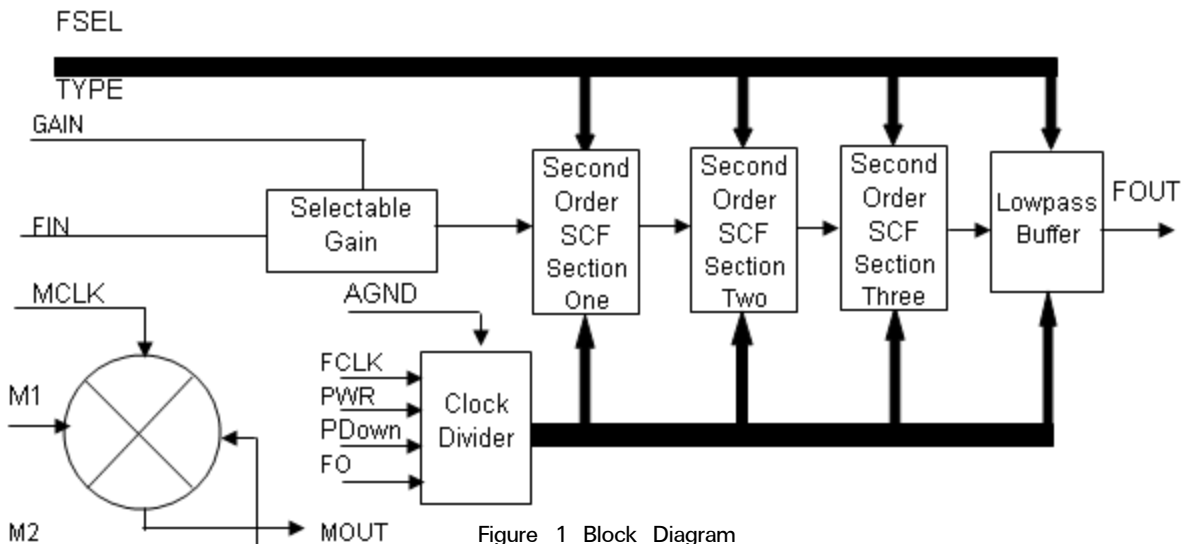 FSEL
TYPE
GAIN
FIN
Selectable
Gain
Second
Order
SCF
Section
One
Second
Order
SCF
Section
Two
Second
Order
SCF
Section
Three
Lowpass
Buffer
FOUT
MCLK
AGND
M1
FCLK
PWR
PDown
FO
Clock
Divider
M2
MOUT
Figure 1 Block Diagram